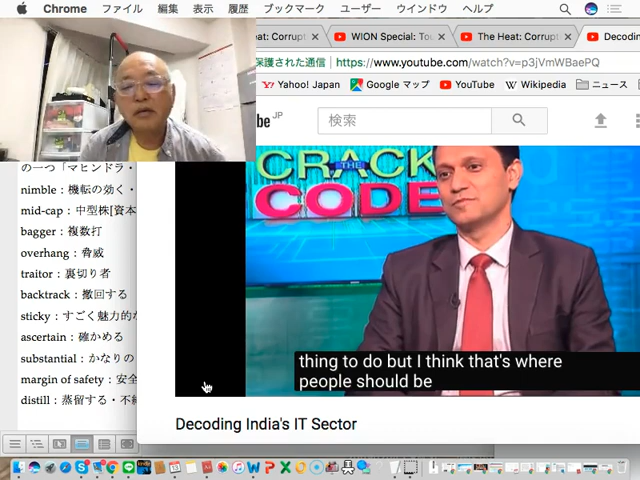 Chrome ファイル 編集 表示 履歴 ブックマーク ユーザー ウインドウ ヘルプ
eat: Corrupt
WION Special: Tou
The Heat: Corrupt
Decodin
保護された通信 | https://www.youtube.com/watch?v=p3jVmWBaePQ
Yahoo! Japan Google マップ YouTube Wikipedia ニュース
be JP
検索
の一つ「マヒンドラ・
nimble：機転の効く・
mid-cap：中型株[資本
bagger：複数打
overhang：脅威
traitor：裏切り者
backtrack：撤回する
sticky：すごく魅力的な
ascertain：確かめる
substantial：かなりの
margin of safety：安全
distill：蒸留する・不純
CRACK
THE
CODE
thing to do but I think that's where
people should be
Decoding India's IT Sector